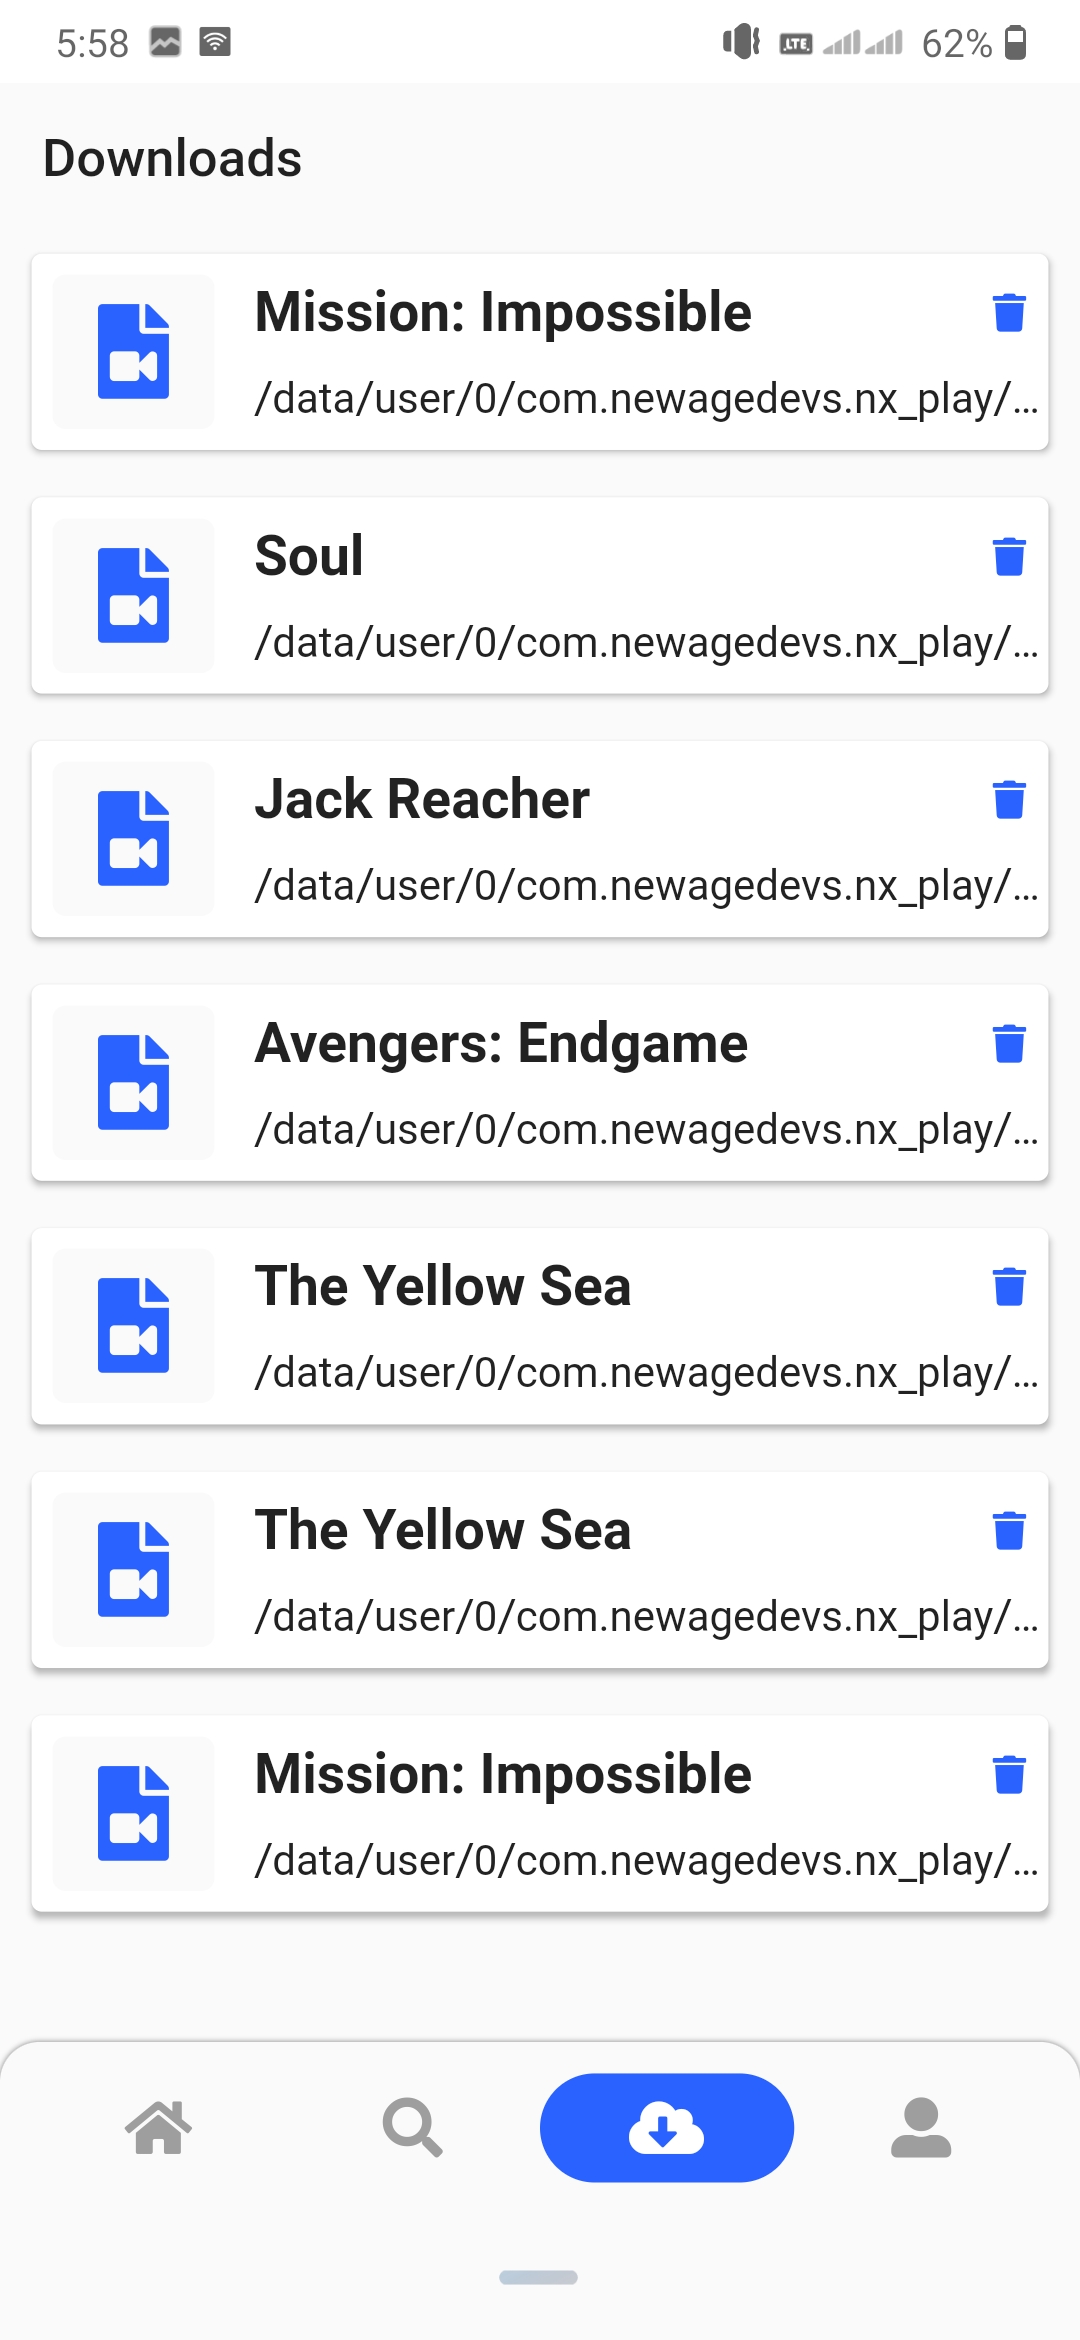 5:58 LTE 62%
Downloads
Mission: Impossible
/data/user/0/com.newagedevs.nx_play/...
Soul
/data/user/0/com.newagedevs.nx_play/...
Jack Reacher
/data/user/0/com.newagedevs.nx_play/...
Avengers: Endgame
/data/user/0/com.newagedevs.nx_play/...
The Yellow Sea
/data/user/0/com.newagedevs.nx_play/...
The Yellow Sea
/data/user/0/com.newagedevs.nx_play/...
Mission: Impossible
/data/user/0/com.newagedevs.nx_play/...